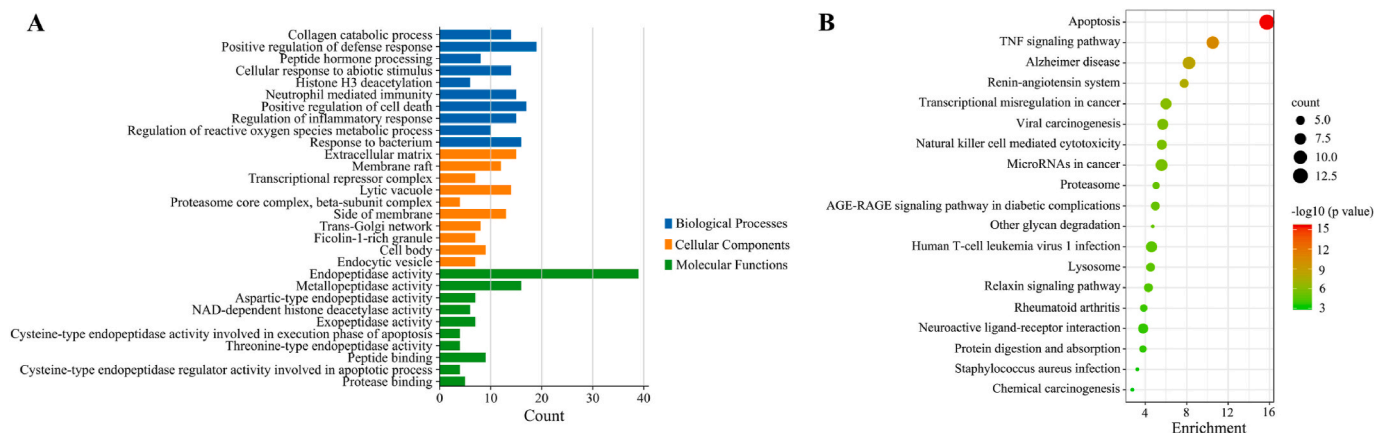 A
Collagen catabolic process
Positive regulation of defense response
Peptide hormone processing
Cellular response to abiotic stimulus
Histone H3 deacetylation
Neutrophil mediated immunity
Positive regulation of cell death
Regulation of inflammatory response
Regulation of reactive oxygen species metabolic process
Response to bacterium
Extracellular matrix
Membrane raft
Transcriptional repressor complex
Lytic vacuole
Proteasome core complex, beta-subunit complex
Side of membrane
Trans-Golgi network
Ficolin-1-rich granule
Cell body
Endocytic vesicle
Endopeptidase activity
Metallopeptidase activity
Aspartic-type endopeptidase activity
NAD-dependent histone deacetylase activity
Exopeptidase activity
Cysteine-type endopeptidase activity involved in execution phase of apoptosis
Threonine-type endopeptidase activity
Peptide binding
Cysteine-type endopeptidase regulator activity involved in apoptotic process
Protease binding
0 10 20 30 40
Count
Biological Processes
Cellular Components
Molecular Functions
B
Apoptosis
TNF signaling pathway
Alzheimer disease
Renin-angiotensin system
Transcriptional misregulation in cancer
Viral carcinogenesis
Natural killer cell mediated cytotoxicity
MicroRNAs in cancer
Proteasome
AGE-RAGE signaling pathway in diabetic complications
Other glycan degradation
Human T-cell leukemia virus 1 infection
Lysosome
Relaxin signaling pathway
Rheumatoid arthritis
Neuroactive ligand-receptor interaction
Protein digestion and absorption
Staphylococcus aureus infection
Chemical carcinogenesis
4 8 12 16
Enrichment
count
5.0
7.5
10.0
12.5
-log10 (p value)
15
12
9
6
3